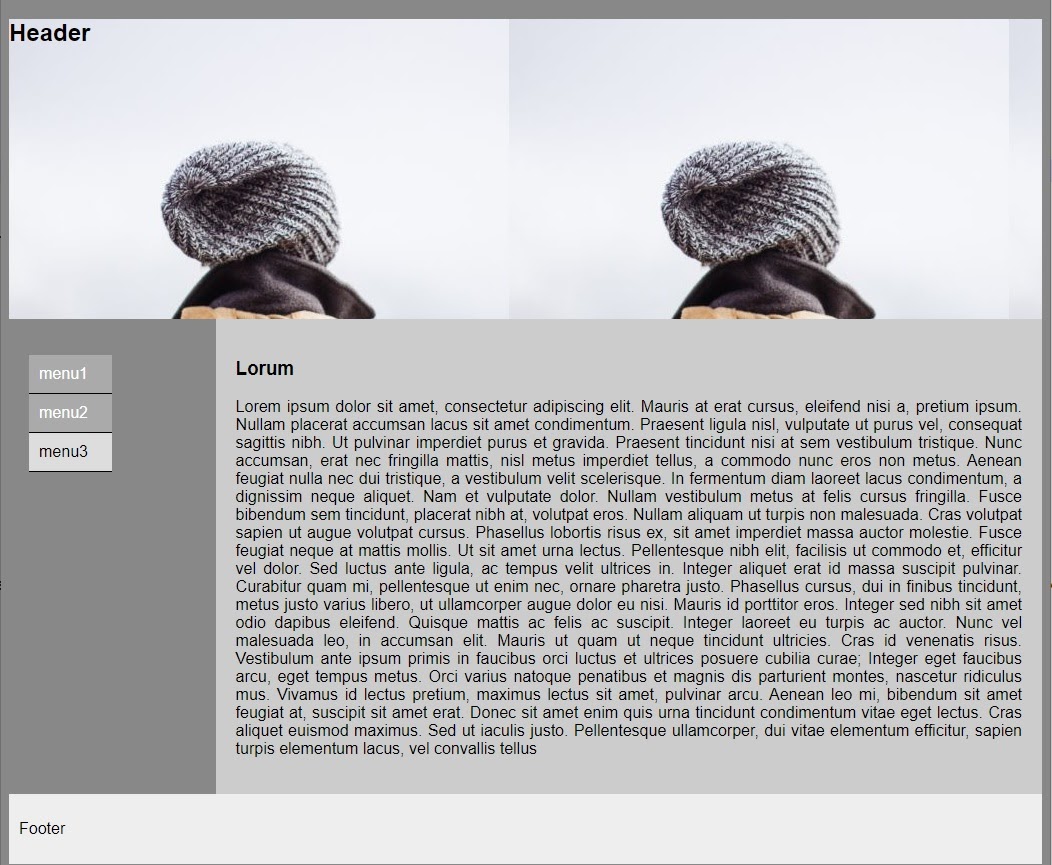 Header
menu1
menu2
menu3
Lorum
Lorem ipsum dolor sit amet, consectetur adipiscing elit. Mauris at erat cursus, eleifend nisi a, pretium ipsum.
Nullam placerat accumsan lacus sit amet condimentum. Praesent ligula nisl, vulputate ut purus vel, consequat
sagittis nibh. Ut pulvinar imperdiet purus et gravida. Praesent tincidunt nisi at sem vestibulum tristique. Nunc
accumsan, erat nec fringilla mattis, nisl metus imperdiet tellus, a commodo nunc eros non metus. Aenean
feugiat nulla nec dui tristique, a vestibulum velit scelerisque. In fermentum diam laoreet lacus condimentum, a
dignissim neque aliquet. Nam et vulputate dolor. Nullam vestibulum metus at felis cursus fringilla. Fusce
bibendum sem tincidunt, placerat nibh at, volutpat eros. Nullam aliquam ut turpis non malesuada. Cras volutpat
sapien ut augue volutpat cursus. Phasellus lobortis risus ex, sit amet imperdiet massa auctor molestie. Fusce
feugiat neque at mattis mollis. Ut sit amet urna lectus. Pellentesque nibh elit, facilisis ut commodo et, efficitur
vel dolor. Sed luctus ante ligula, ac tempus velit ultrices in. Integer aliquet erat id massa suscipit pulvinar.
Curabitur quam mi, pellentesque ut enim nec, ornare pharetra justo. Phasellus cursus, dui in finibus tincidunt,
metus justo varius libero, ut ullamcorper augue dolor eu nisi. Mauris id porttitor eros. Integer sed nibh sit amet
odio dapibus eleifend. Quisque mattis ac felis ac suscipit. Integer laoreet eu turpis ac auctor. Nunc vel
malesuada leo, in accumsan elit. Mauris ut quam ut neque tincidunt ultricies. Cras id venenatis risus.
Vestibulum ante ipsum primis in faucibus orci luctus et ultrices posuere cubilia curae; Integer eget faucibus
arcu, eget tempus metus. Orci varius natoque penatibus et magnis dis parturient montes, nascetur ridiculus
mus. Vivamus id lectus pretium, maximus lectus sit amet, pulvinar arcu. Aenean leo mi, bibendum sit amet
feugiat at, suscipit sit amet erat. Donec sit amet enim quis urna tincidunt condimentum vitae eget lectus. Cras
aliquet euismod maximus. Sed ut iaculis justo. Pellentesque ullamcorper, dui vitae elementum efficitur, sapien
turpis elementum lacus, vel convallis tellus
Footer